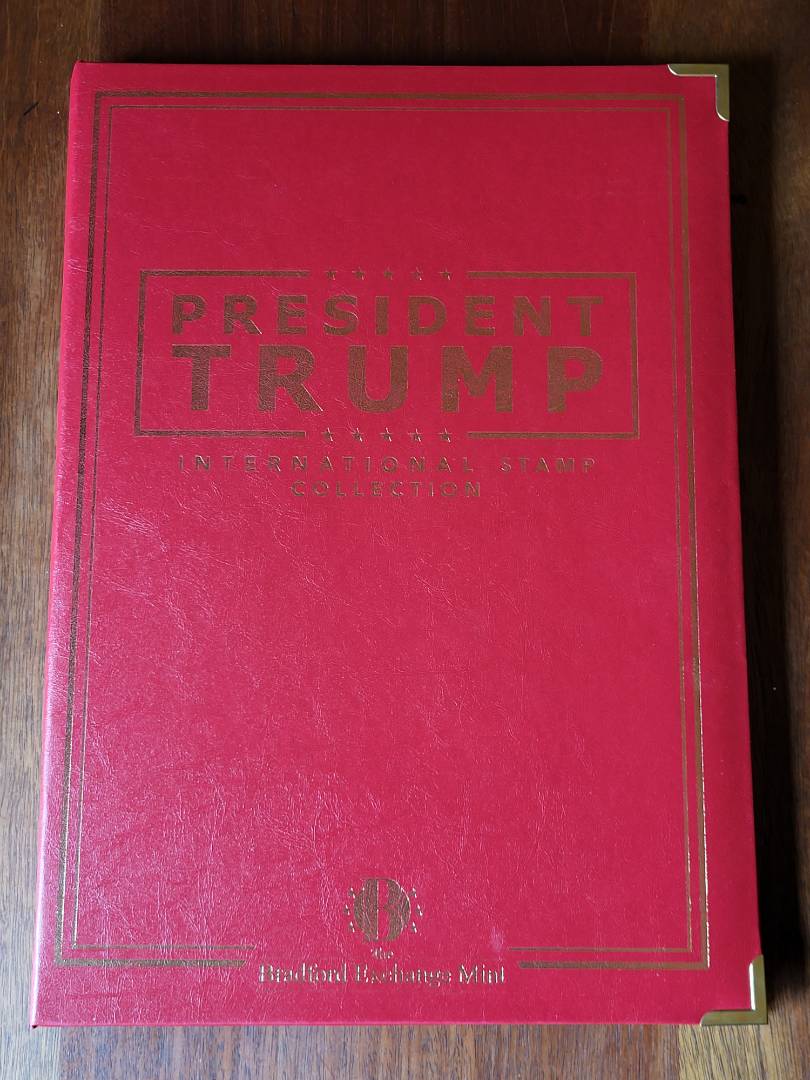 PRESIDENT
TRUMP
INTERNATIONAL STAMP
COLLECTION
B
The
Bradford Exchange Mint